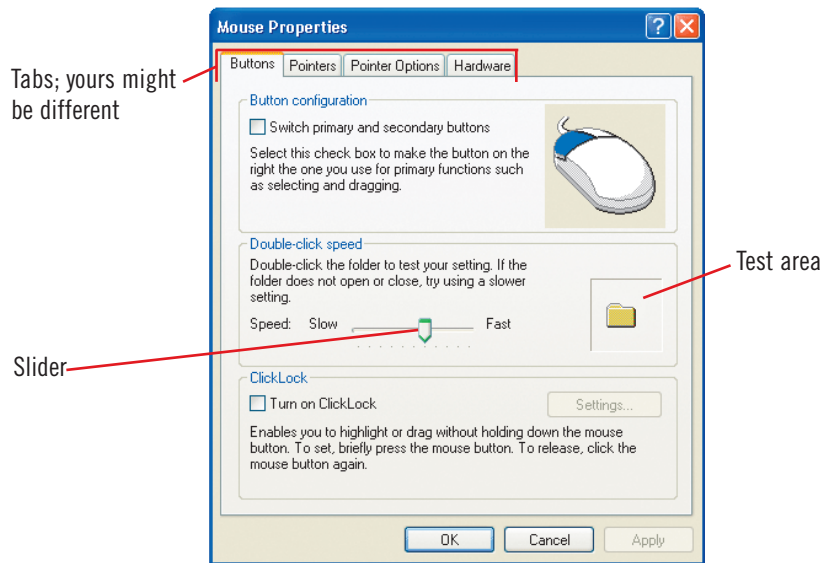 Mouse Properties
Buttons Pointers Pointer Options Hardware
Tabs; yours might
be different
Button configuration
Switch primary and secondary buttons
Select this check box to make the button on the
right the one you use for primary functions such
as selecting and dragging.
Double-click speed
Double-click the folder to test your setting. If the
folder does not open or close, try using a slower
setting.
Test area
Speed: Slow Fast
Slider
ClickLock
Turn on ClickLock
Settings...
Enables you to highlight or drag without holding down the mouse
button. To set, briefly press the mouse button. To release, click the
mouse button again.
OK Cancel Apply